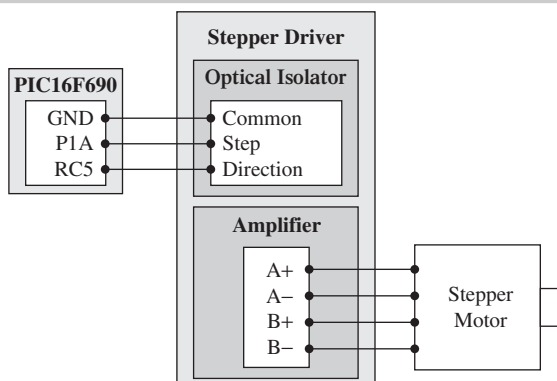 Stepper Driver
Optical Isolator
PIC16F690
GND
P1A
RC5
Common
Step
Direction
Amplifier
A+
A−
B+
B−
Stepper
Motor